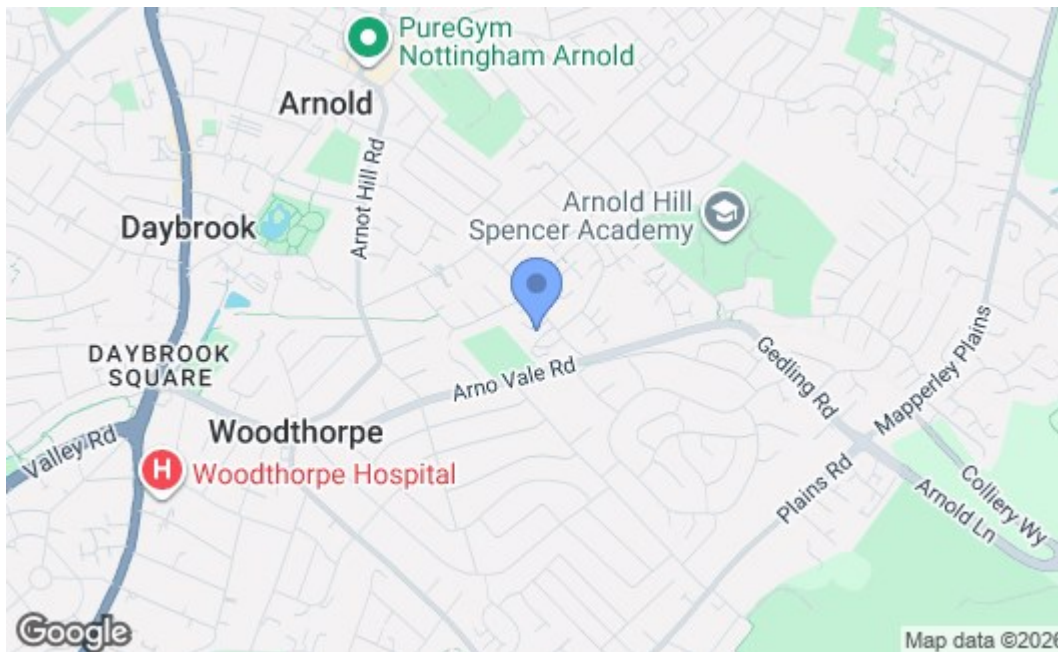 PureGym
Nottingham Arnold
Arnold
Arnot Hill Rd
Arnold Hill
Spencer Academy
Daybrook
DAYBROOK
SQUARE
Arno Vale Rd
Gedling Rd
Mapperley Plains
Woodthorpe
Valley Rd
H
Woodthorpe Hospital
Plains Rd
Colliery Wy
Arnold Ln
Google
Map data ©2026